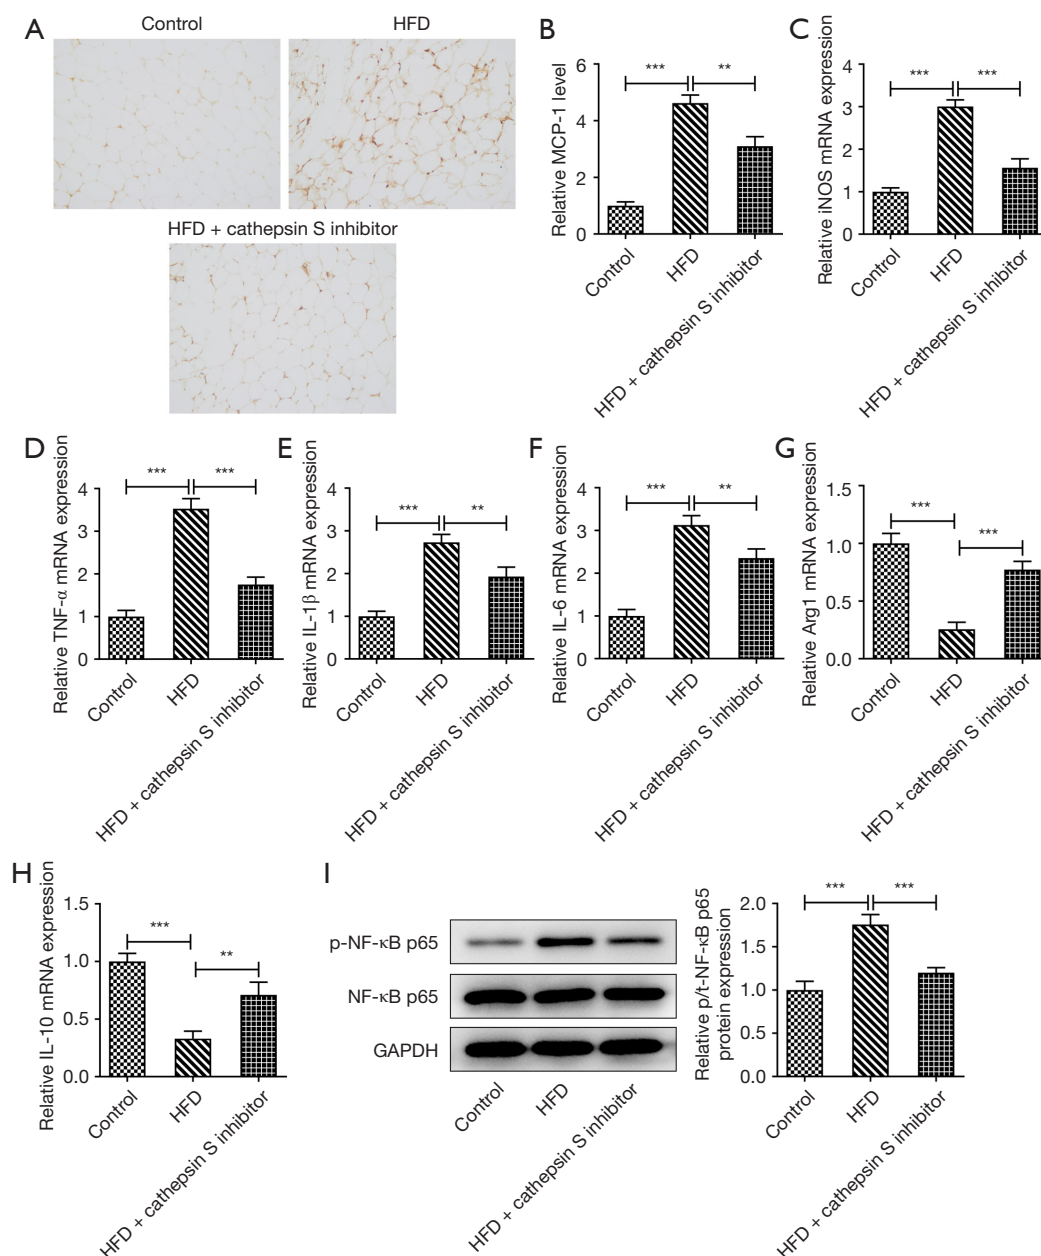 A
Control
HFD
HFD + cathepsin S inhibitor
B
Relative MCP-1 level
6
4
2
0
***
**
Control
HFD
HFD + cathepsin S inhibitor
C
Relative iNOS mRNA expression
4
3
2
1
0
***
***
Control
HFD
HFD + cathepsin S inhibitor
D
Relative TNF-α mRNA expression
4
3
2
1
0
***
***
Control
HFD
HFD + cathepsin S inhibitor
E
Relative IL-1β mRNA expression
4
3
2
1
0
***
**
Control
HFD
HFD + cathepsin S inhibitor
F
Relative IL-6 mRNA expression
4
3
2
1
0
***
**
Control
HFD
HFD + cathepsin S inhibitor
G
Relative Arg1 mRNA expression
1.5
1.0
0.5
0.0
***
***
Control
HFD
HFD + cathepsin S inhibitor
H
Relative IL-10 mRNA expression
1.5
1.0
0.5
0.0
***
**
Control
HFD
HFD + cathepsin S inhibitor
I
p-NF-κB p65
NF-κB p65
GAPDH
Control
HFD
HFD + cathepsin S inhibitor
Relative p/t-NF-κB p65
protein expression
2.0
1.5
1.0
0.5
0.0
***
***
Control
HFD
HFD + cathepsin S inhibitor